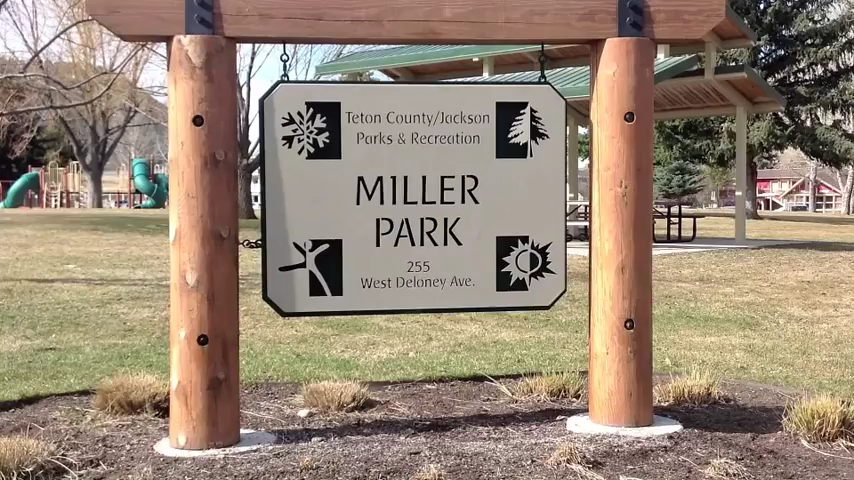 Teton County/Jackson
Parks & Recreation
MILLER
PARK
255
West Deloney Ave.